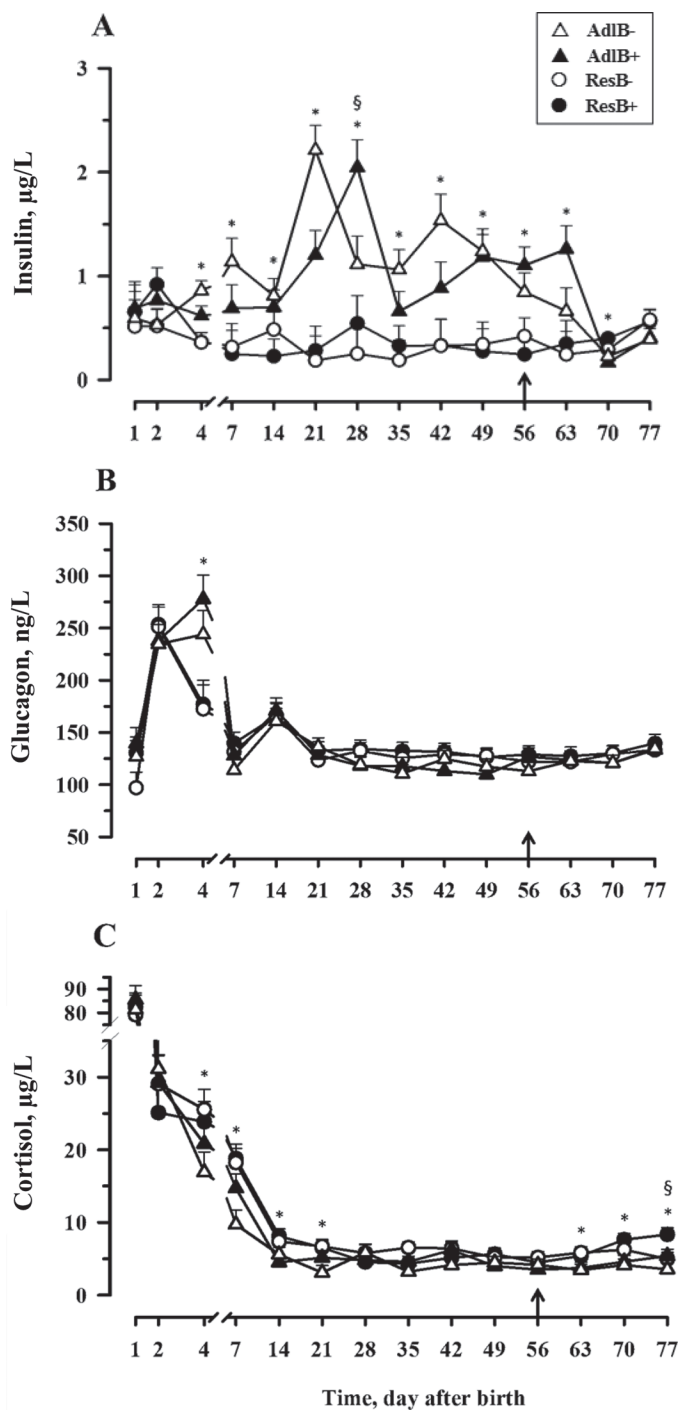 A
AdlB-
AdlB+
ResB-
ResB+
3
2
1
0
Insulin, µg/L
*
*
*
*
§
*
*
*
*
*
*
*
1 2 4 7 14 21 28 35 42 49 56 63 70 77
B
350
300
250
200
150
100
50
Glucagon, ng/L
*
1 2 4 7 14 21 28 35 42 49 56 63 70 77
C
90
80
30
20
10
0
Cortisol, µg/L
*
*
*
*
*
*
§
*
1 2 4 7 14 21 28 35 42 49 56 63 70 77
Time, day after birth